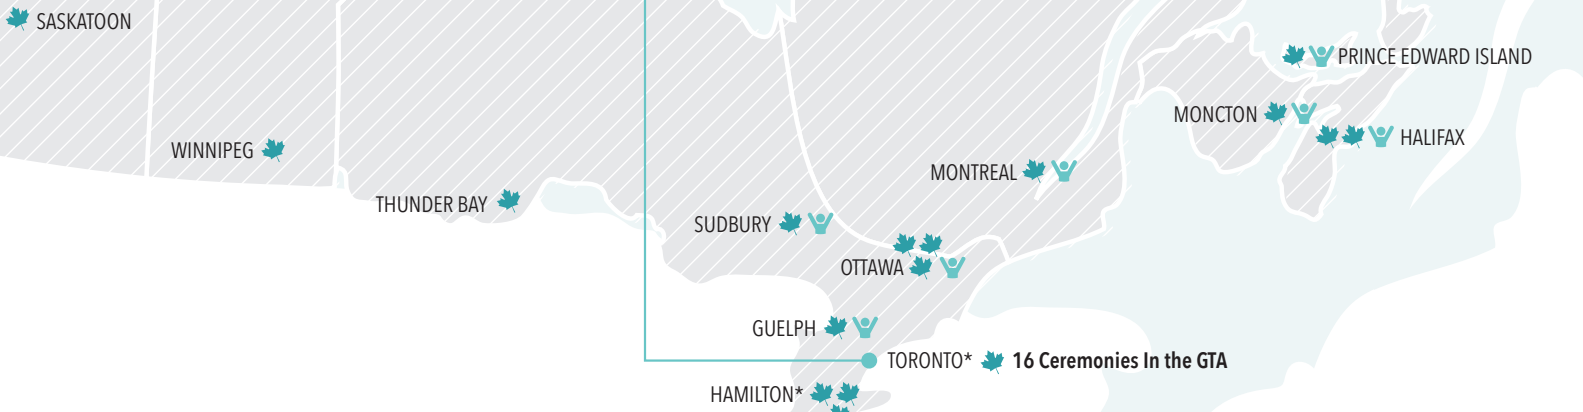 SASKATOON
PRINCE EDWARD ISLAND
MONCTON
HALIFAX
WINNIPEG
MONTREAL
THUNDER BAY
SUDBURY
OTTAWA
GUELPH
TORONTO* 16 Ceremonies In the GTA
HAMILTON*